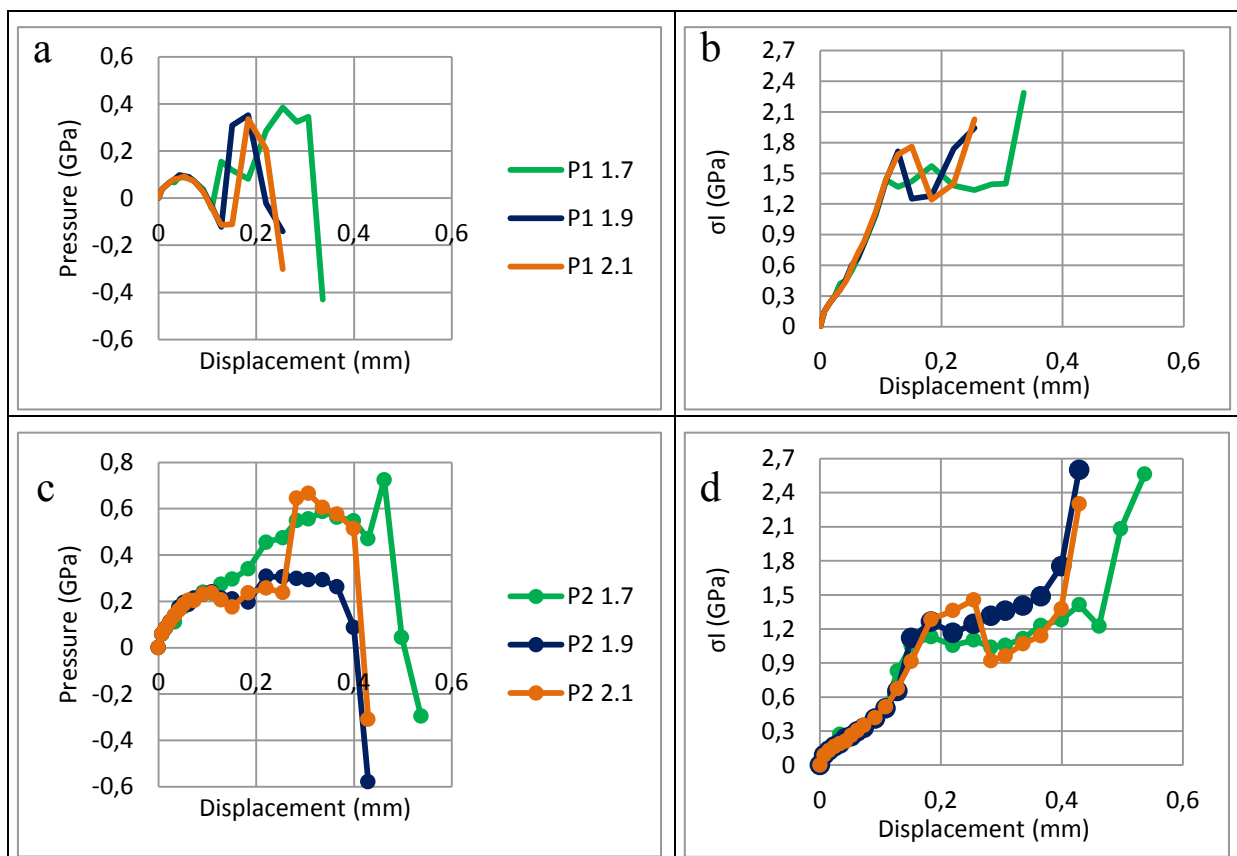 a
0,6
0,4
0,2
0
-0,2
-0,4
-0,6
0 0,2 0,4 0,6
Pressure (GPa)
Displacement (mm)
P1 1.7
P1 1.9
P1 2.1
b
2,7
2,4
2,1
1,8
1,5
1,2
0,9
0,6
0,3
0
0 0,2 0,4 0,6
σI (GPa)
Displacement (mm)
c
0,8
0,6
0,4
0,2
0
-0,2
-0,4
-0,6
0 0,2 0,4 0,6
Pressure (GPa)
Displacement (mm)
P2 1.7
P2 1.9
P2 2.1
d
2,7
2,4
2,1
1,8
1,5
1,2
0,9
0,6
0,3
0
0 0,2 0,4 0,6
σI (GPa)
Displacement (mm)